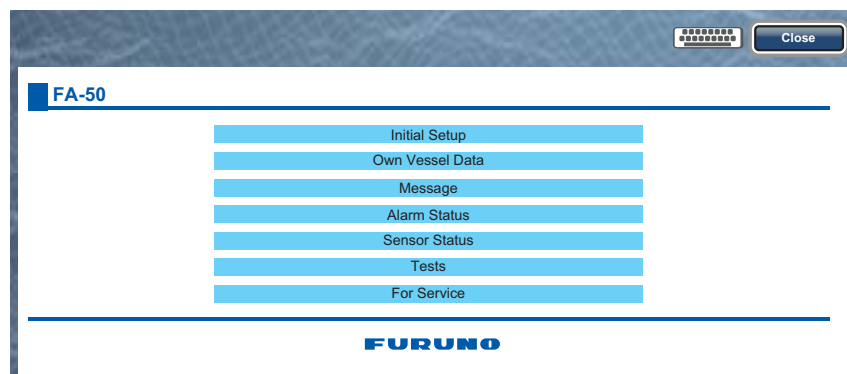 Close
FA-50
Initial Setup
Own Vessel Data
Message
Alarm Status
Sensor Status
Tests
For Service
FURUNO